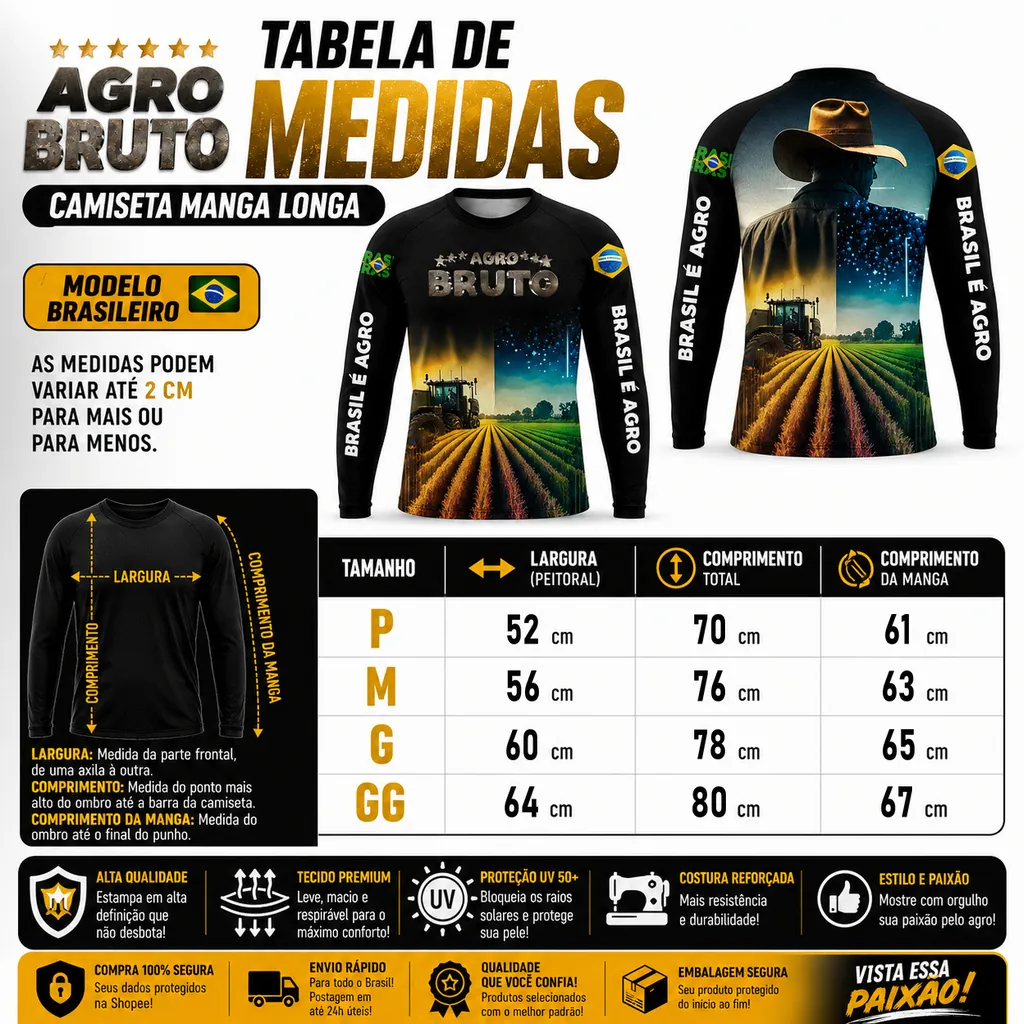 AGRO
BRUTO
TABELA DE
MEDIDAS
CAMISETA MANGA LONGA
MODELO
BRASILEIRO
AS MEDIDAS PODEM
VARIAR ATÉ 2 CM
PARA MAIS OU
PARA MENOS.
AGRO
BRUTO
BRASIL É AGRO
BRASIL É AGRO
BRASIL É AGRO
BRASIL É AGRO
LARGURA
COMPRIMENTO
COMPRIMENTO DA MANGA
LARGURA: Medida da parte frontal,
de uma axila à outra.
COMPRIMENTO: Medida do ponto mais
alto do ombro até a barra da camiseta.
COMPRIMENTO DA MANGA: Medida do
ombro até o final do punho.
TAMANHO LARGURA (PEITORAL) COMPRIMENTO TOTAL COMPRIMENTO DA MANGA
P 52 cm 70 cm 61 cm
M 56 cm 76 cm 63 cm
G 60 cm 78 cm 65 cm
GG 64 cm 80 cm 67 cm
ALTA QUALIDADE
Estampa em alta
definição que
não desbota!
TECIDO PREMIUM
Leve, macio e
respirável para o
máximo conforto!
UV
PROTEÇÃO UV 50+
Bloqueia os raios
solares e protege
sua pele!
COSTURA REFORÇADA
Mais resistência
e durabilidade!
ESTILO E PAIXÃO
Mostre com orgulho
sua paixão pelo agro!
COMPRA 100% SEGURA
Seus dados protegidos
na Shopee!
ENVIO RÁPIDO
Para todo o Brasil!
Postagem em
até 24h úteis!
QUALIDADE
QUE VOCÊ CONFIA!
Produtos selecionados
com o melhor padrão!
EMBALAGEM SEGURA
Seu produto protegido
do início ao fim!
VISTA ESSA
PAIXÃO!